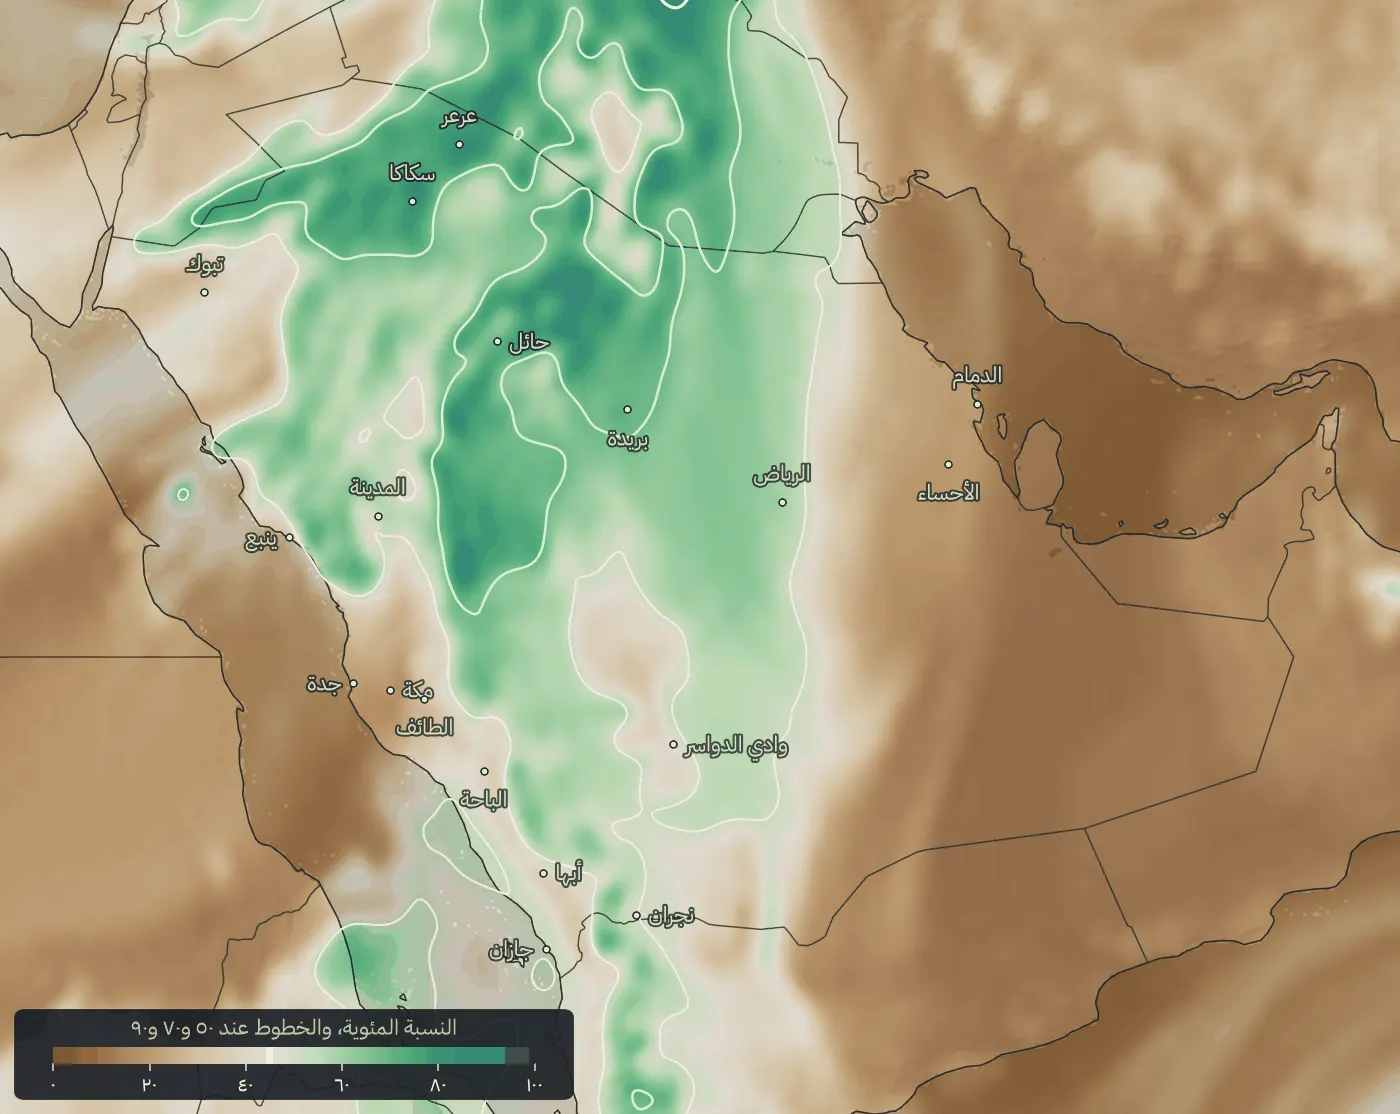 عرعر
سكاكا
تبوك
حائل
الدمام
بريدة
الرياض
الأحساء
المدينة
ينبع
جدة
مكة
الطائف
وادي الدواسر
الباحة
أبها
نجران
جازان
النسبة المئوية، والخطوط عند ٥٠ و٧٠ و٩٠
٠ ٢٠ ٤٠ ٦٠ ٨٠ ١٠٠